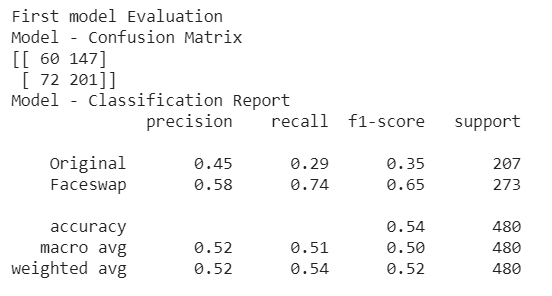 First model Evaluation
Model - Confusion Matrix
[[ 60 147]
 [ 72 201]]
Model - Classification Report
              precision    recall  f1-score   support

    Original       0.45      0.29      0.35       207
    Faceswap       0.58      0.74      0.65       273

    accuracy                           0.54       480
   macro avg       0.52      0.51      0.50       480
weighted avg       0.52      0.54      0.52       480